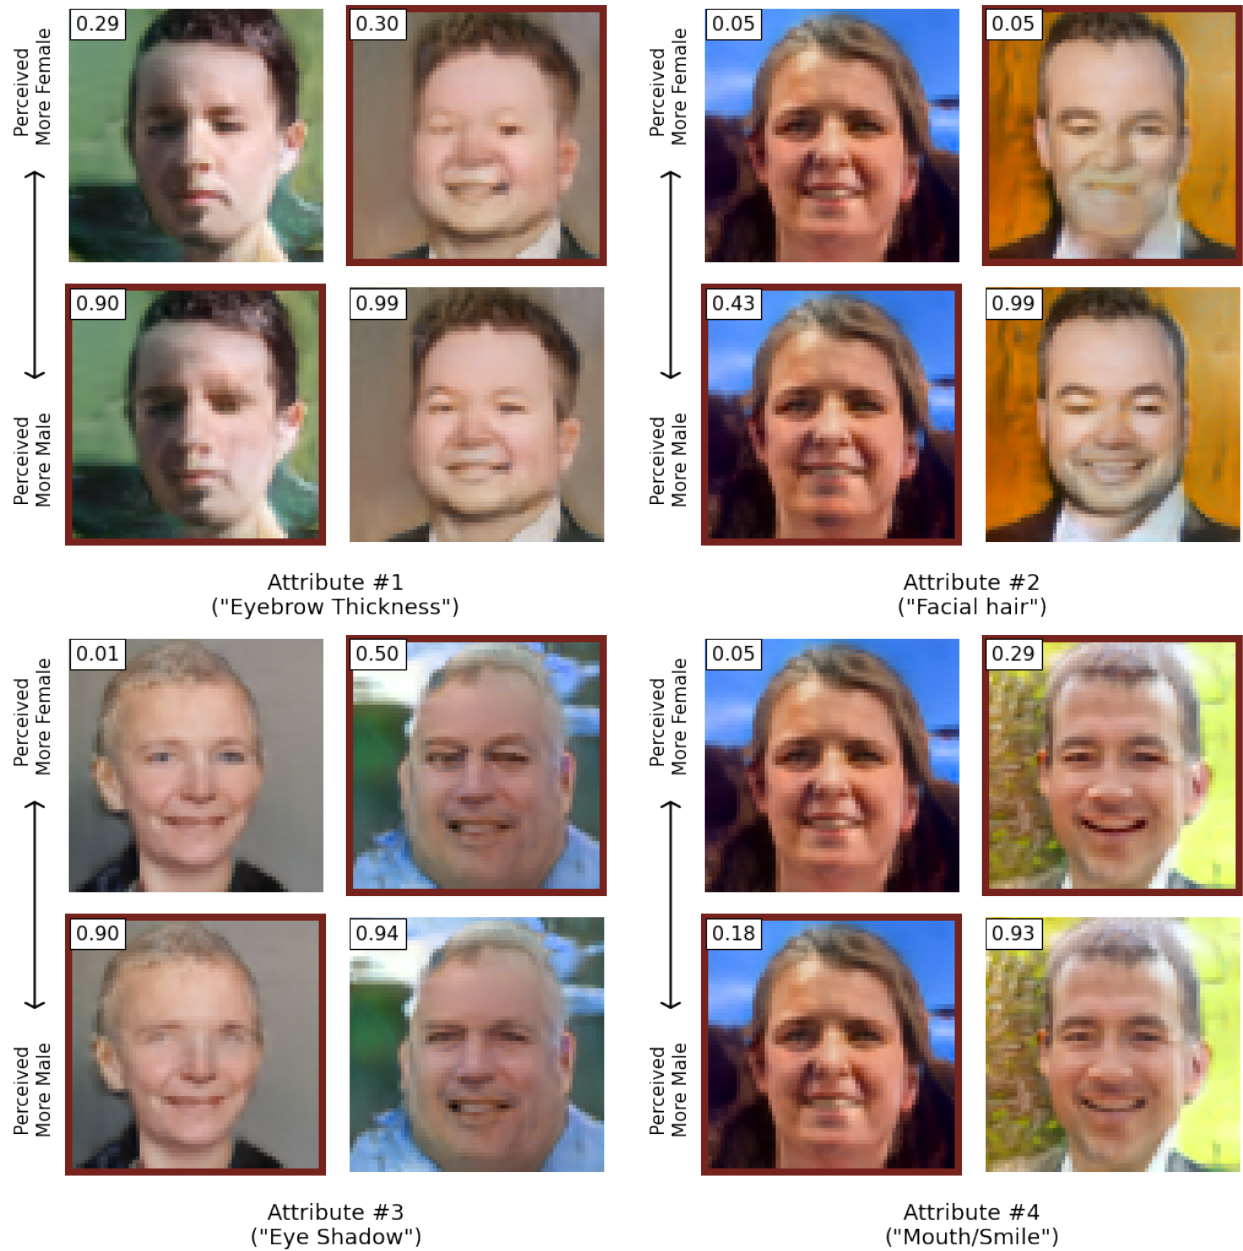 0.29
0.30
Perceived
More Female
0.90
0.99
Perceived
More Male
Attribute #1
("Eyebrow Thickness")
0.05
0.05
Perceived
More Female
0.43
0.99
Perceived
More Male
Attribute #2
("Facial hair")
0.01
0.50
Perceived
More Female
0.90
0.94
Perceived
More Male
Attribute #3
("Eye Shadow")
0.05
0.29
Perceived
More Female
0.18
0.93
Perceived
More Male
Attribute #4
("Mouth/Smile")